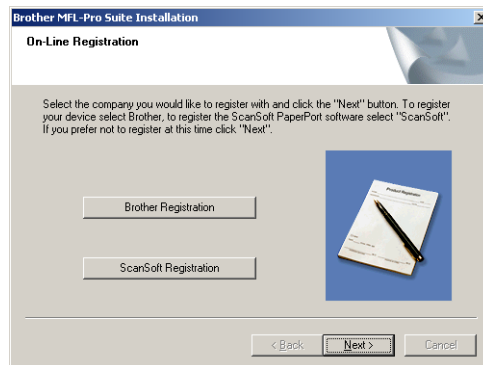 Brother MFL-Pro Suite Installation
On-Line Registration
Select the company you would like to register with and click the "Next" button. To register
your device select Brother, to register the ScanSoft PaperPort software select "ScanSoft".
If you prefer not to register at this time click "Next".
Product Registration
Brother Registration
ScanSoft Registration
< Back
Next >
Cancel